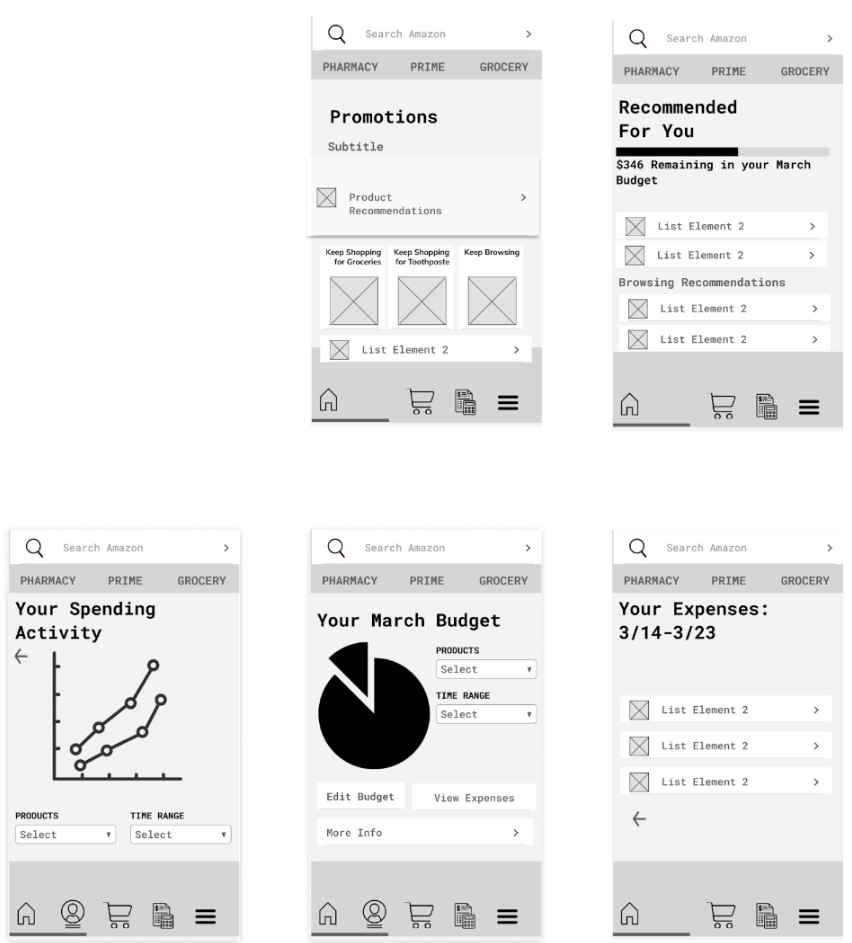 Search Amazon
PHARMACY PRIME GROCERY
Promotions
Subtitle
Product
Recommendations
Keep Shopping
for Groceries
Keep Shopping
for Toothpaste
Keep Browsing
List Element 2
Search Amazon
PHARMACY PRIME GROCERY
Recommended
For You
$346 Remaining in your March
Budget
List Element 2
List Element 2
Browsing Recommendations
List Element 2
List Element 2
Search Amazon
PHARMACY PRIME GROCERY
Your Spending
Activity
PRODUCTS TIME RANGE
Select Select
Search Amazon
PHARMACY PRIME GROCERY
Your March Budget
PRODUCTS
Select
TIME RANGE
Select
Edit Budget View Expenses
More Info
Search Amazon
PHARMACY PRIME GROCERY
Your Expenses:
3/14-3/23
List Element 2
List Element 2
List Element 2